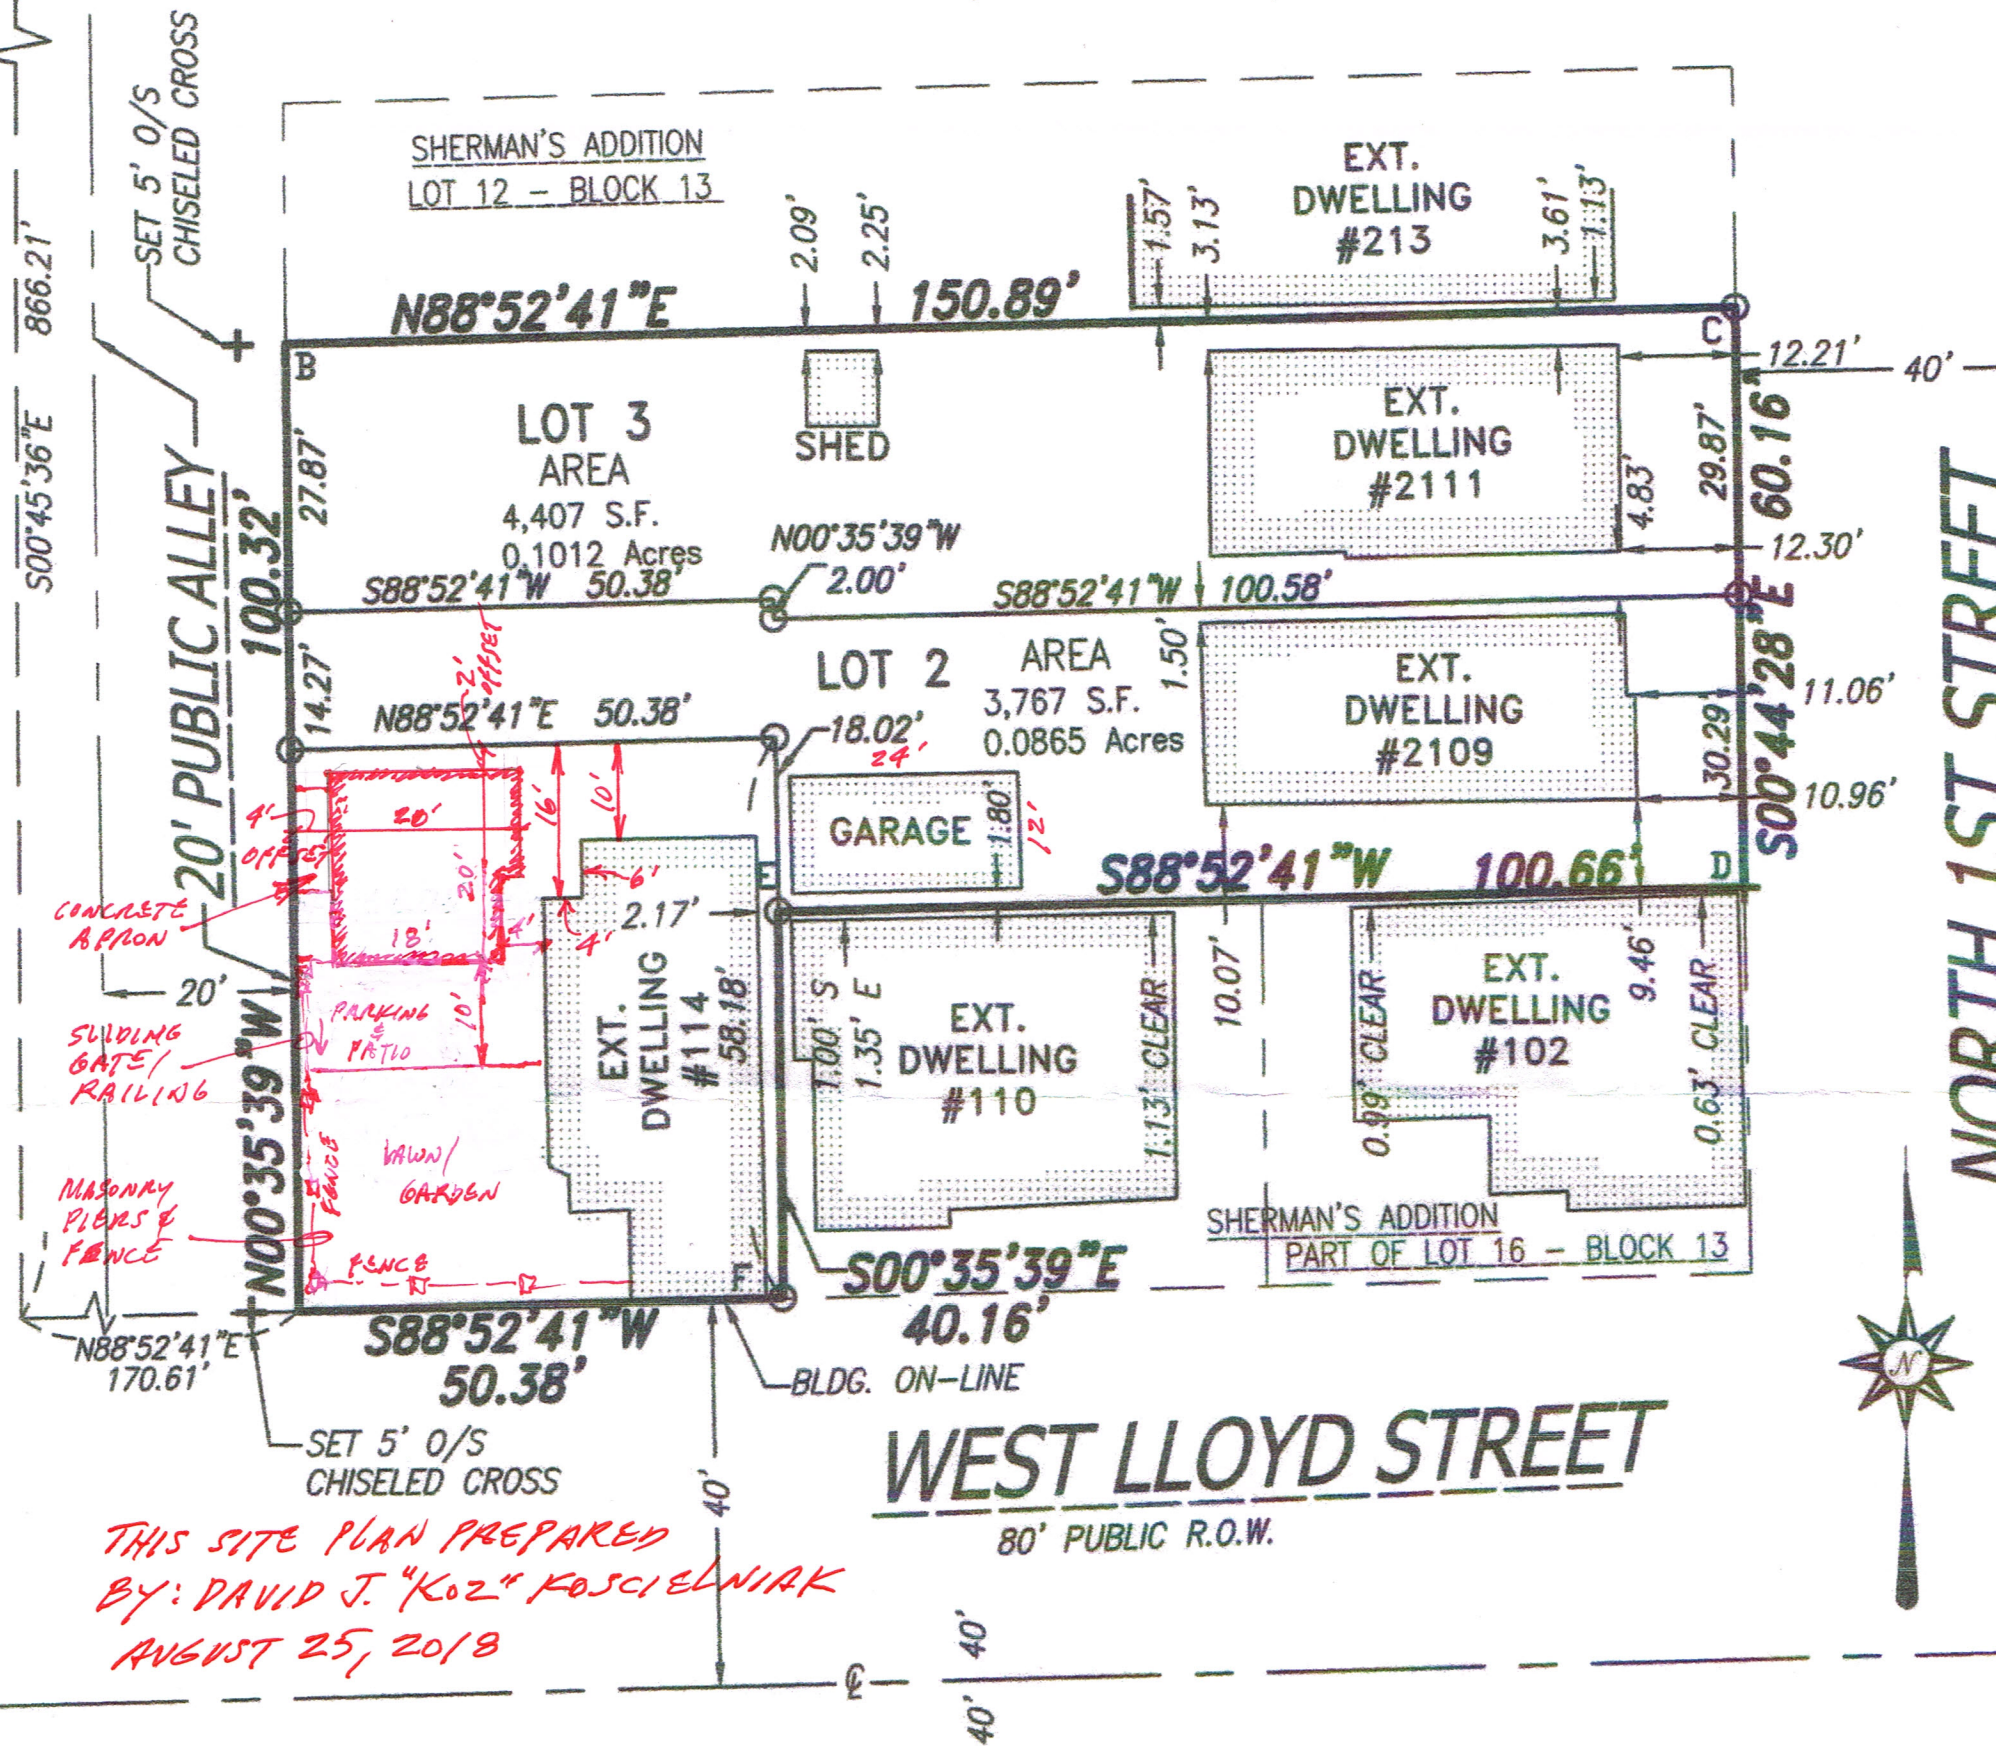 SET 5' O/S
CHISELED CROSS
SHERMAN'S ADDITION
LOT 12 - BLOCK 13
EXT.
DWELLING
#213
1.57'
3.13'
3.61'
1.13'
2.09'
2.25'
N88°52'41"E
150.89'
866.21'
S00°45'36"E
B
C
12.21'
40'
LOT 3
AREA
4,407 S.F.
0.1012 Acres
SHED
EXT.
DWELLING
#2111
4.83'
29.87'
60.16'
12.30'
27.87'
100.32'
20' PUBLIC ALLEY
N00°35'39"W
2.00'
S88°52'41"W 50.38'
S88°52'41"W 100.58'
2' OFFSET
14.27'
N88°52'41"E 50.38'
LOT 2
AREA
3,767 S.F.
0.0865 Acres
18.02'
24'
1.50'
EXT.
DWELLING
#2109
11.06'
30.29'
10.96'
S00°44'28"E
NORTH 1ST STREET
GARAGE
1.80'
12'
4'
OFFSET
20'
16'
10'
20'
6'
E
S88°52'41"W
100.66'
D
CONCRETE
APRON
18'
4'
4'
2.17'
20'
PARKING
&
PATIO
10'
SLIDING
GATE/
RAILING
EXT.
DWELLING
#114
58.18'
1.00' S
1.35' E
EXT.
DWELLING
#110
1.13' CLEAR
10.07'
0.99' CLEAR
EXT.
DWELLING
#102
9.46'
0.63' CLEAR
N00°35'39"W
MASONRY
PIERS &
FENCE
FENCE
LAWN/
GARDEN
FENCE
F
SHERMAN'S ADDITION
PART OF LOT 16 - BLOCK 13
S00°35'39"E
40.16'
N88°52'41"E
170.61'
S88°52'41"W
50.38'
BLDG. ON-LINE
SET 5' O/S
CHISELED CROSS
40'
WEST LLOYD STREET
80' PUBLIC R.O.W.
N
THIS SITE PLAN PREPARED
BY: DAVID J. "KOZ" KOSCIELNIAK
AUGUST 25, 2018
40'
40'